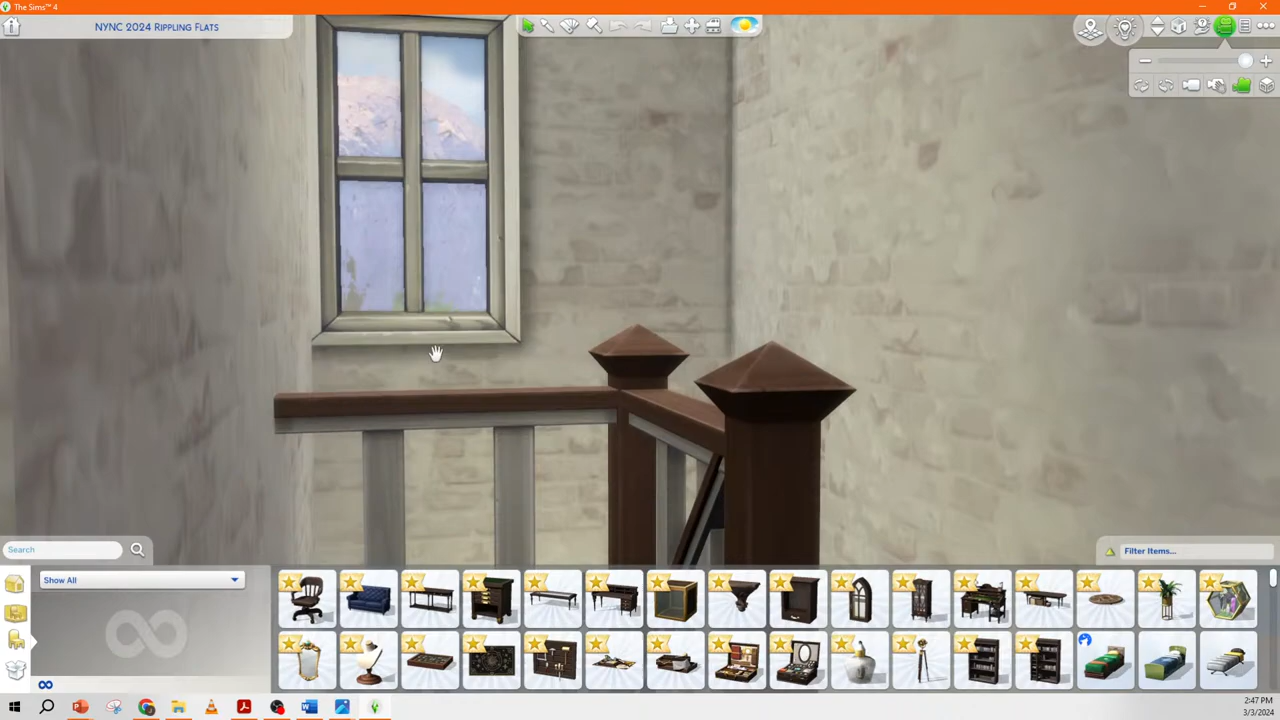 The Sims™ 4
NYNC 2024 Rippling Flats
Search
Show All
Filter Items...
2:47 PM
3/3/2024